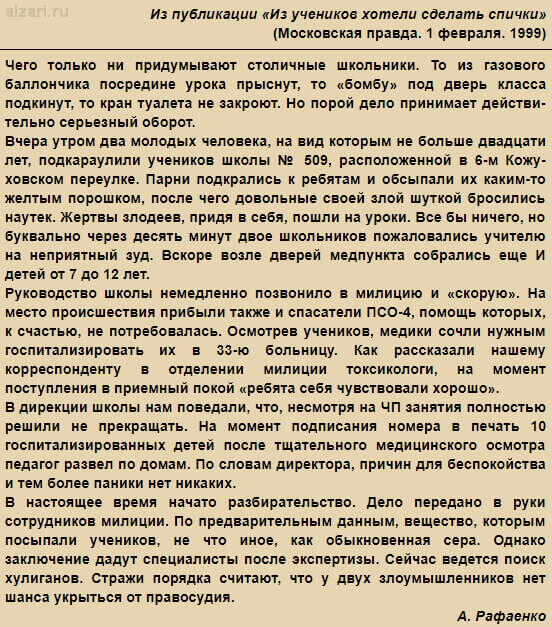 alzari.ru
Из публикации «Из учеников хотели сделать спички»
(Московская правда. 1 февраля. 1999)
Чего только ни придумывают столичные школьники. То из газового
баллончика посредине урока прыснут, то «бомбу» под дверь класса
подкинут, то кран туалета не закроют. Но порой дело принимает действи-
тельно серьезный оборот.
Вчера утром два молодых человека, на вид которым не больше двадцати
лет, подкараулили учеников школы № 509, расположенной в 6-м Кожу-
ховском переулке. Парни подкрались к ребятам и обсыпали их каким-то
желтым порошком, после чего довольные своей злой шуткой бросились
наутек. Жертвы злодеев, придя в себя, пошли на уроки. Все бы ничего, но
буквально через десять минут двое школьников пожаловались учителю
на неприятный зуд. Вскоре возле дверей медпункта собрались еще И
детей от 7 до 12 лет.
Руководство школы немедленно позвонило в милицию и «скорую». На
место происшествия прибыли также и спасатели ПСО-4, помощь которых,
к счастью, не потребовалась. Осмотрев учеников, медики сочли нужным
госпитализировать их в 33-ю больницу. Как рассказали нашему
корреспонденту в отделении милиции токсикологи, на момент
поступления в приемный покой «ребята себя чувствовали хорошо».
В дирекции школы нам поведали, что, несмотря на ЧП занятия полностью
решили не прекращать. На момент подписания номера в печать 10
госпитализированных детей после тщательного медицинского осмотра
педагог развел по домам. По словам директора, причин для беспокойства
и тем более паники нет никаких.
В настоящее время начато разбирательство. Дело передано в руки
сотрудников милиции. По предварительным данным, вещество, которым
посыпали учеников, не что иное, как обыкновенная сера. Однако
заключение дадут специалисты после экспертизы. Сейчас ведется поиск
хулиганов. Стражи порядка считают, что у двух злоумышленников нет
шанса укрыться от правосудия.
А. Рафаенко